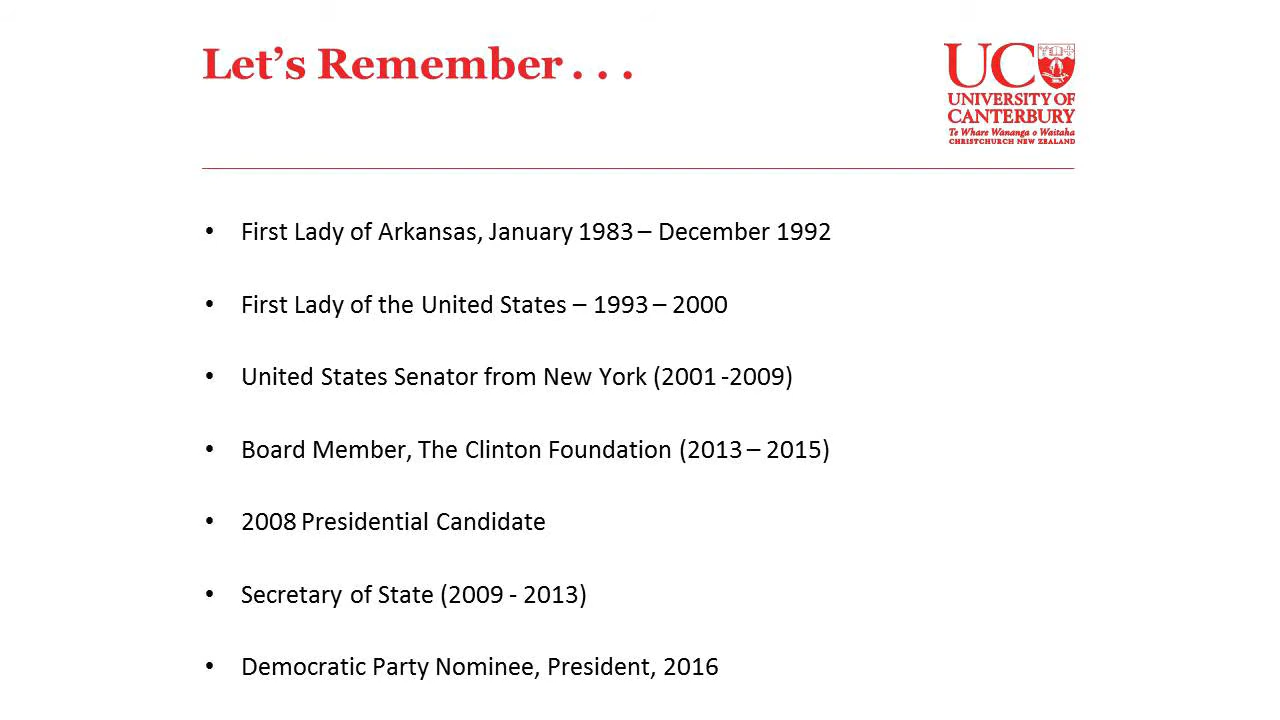 Let's Remember . . .
UC
UNIVERSITY OF
CANTERBURY
Te Whare Wananga o Waitaha
CHRISTCHURCH NEW ZEALAND
• First Lady of Arkansas, January 1983 – December 1992
• First Lady of the United States – 1993 – 2000
• United States Senator from New York (2001 -2009)
• Board Member, The Clinton Foundation (2013 – 2015)
• 2008 Presidential Candidate
• Secretary of State (2009 - 2013)
• Democratic Party Nominee, President, 2016